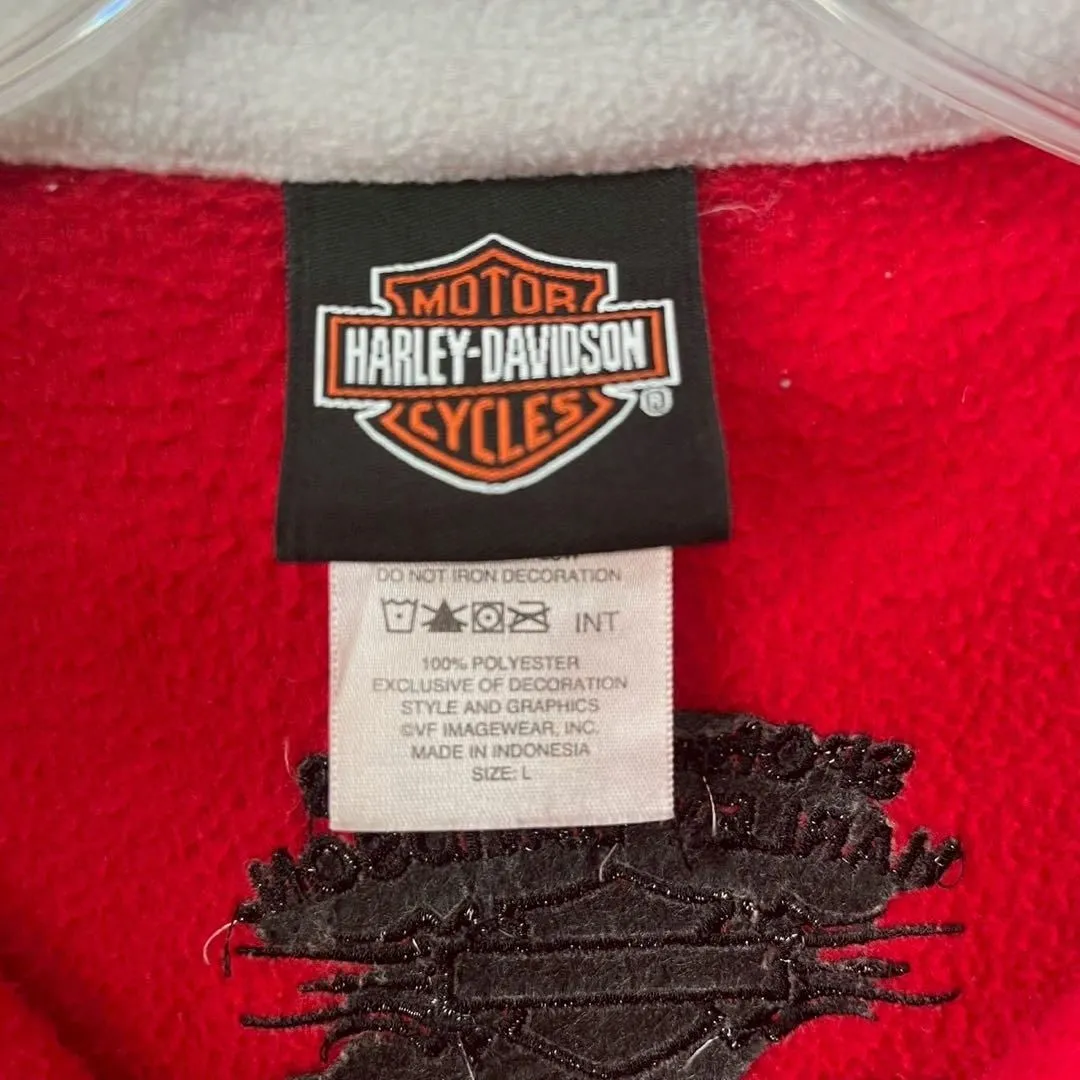 MOTOR
HARLEY-DAVIDSON
CYCLES
®
DO NOT IRON DECORATION
INT
100% POLYESTER
EXCLUSIVE OF DECORATION
STYLE AND GRAPHICS
©VF IMAGEWEAR, INC.
MADE IN INDONESIA
SIZE: L